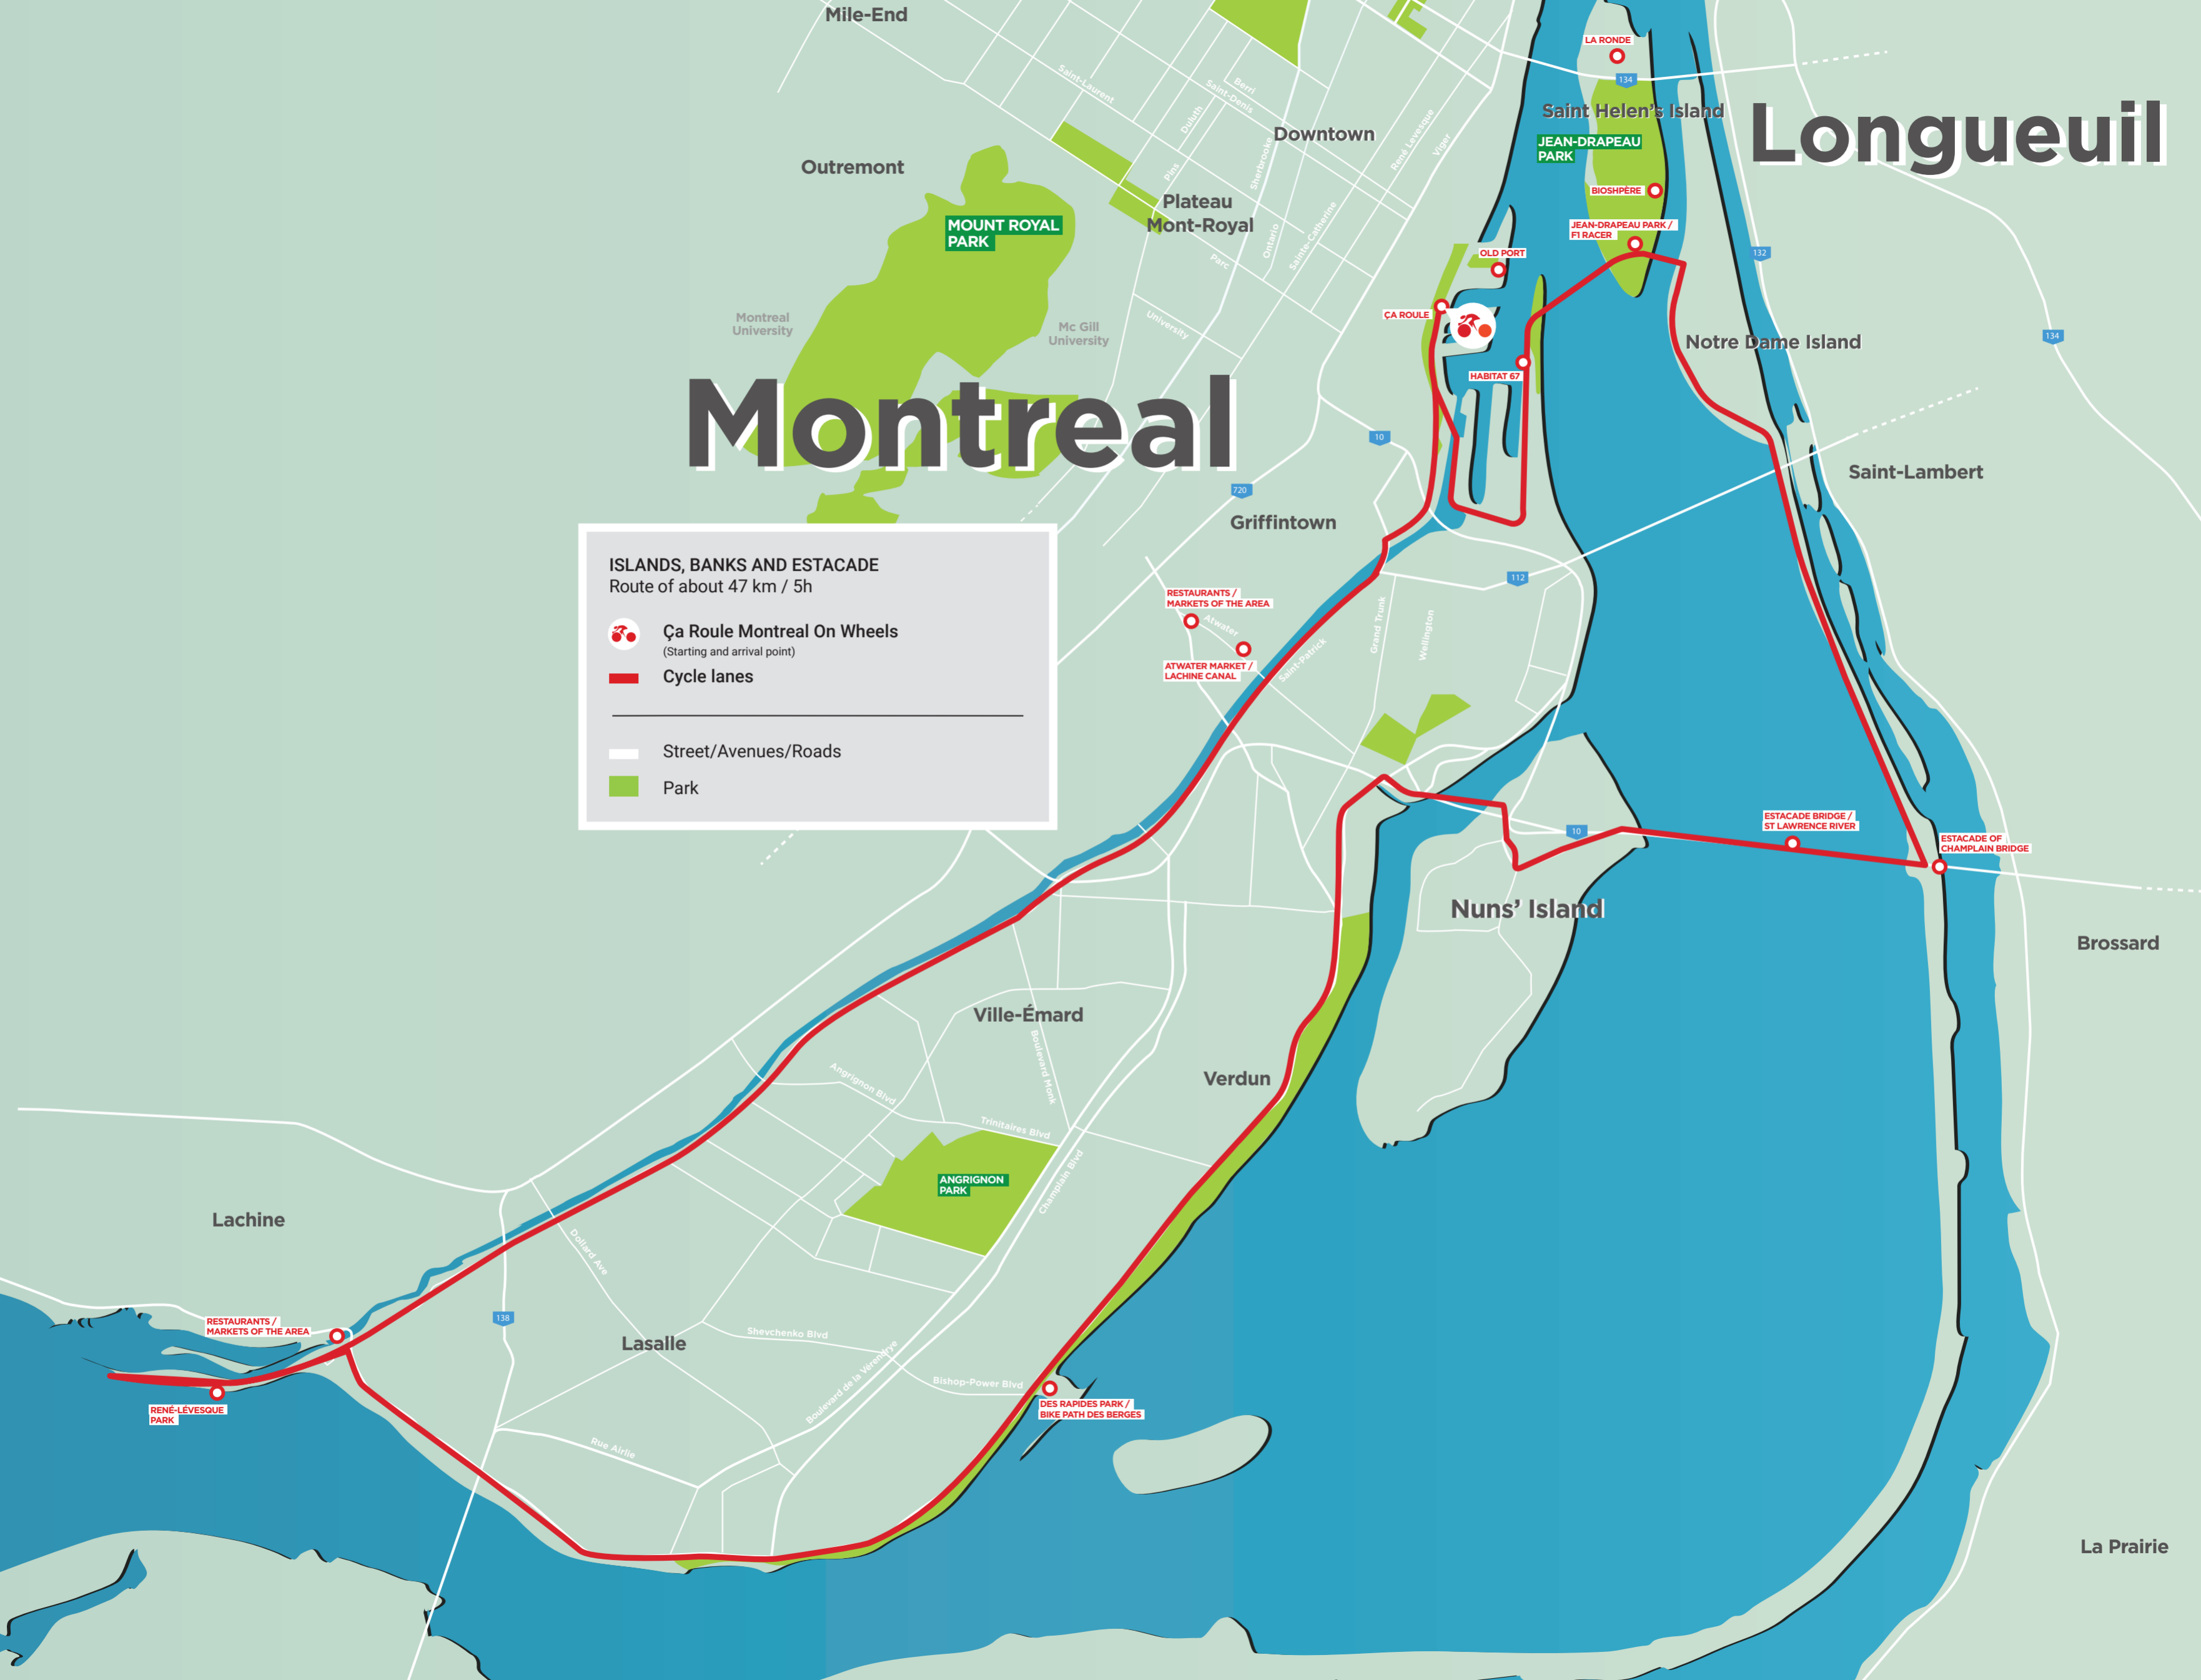 Mile-End
LA RONDE
134
Saint-Laurent
Berri
Saint-Denis
Duluth
Downtown
René Levesque
Viger
Saint Helen's Island
Longueuil
JEAN-DRAPEAU
PARK
Outremont
Pins
Sherbrooke
BIOSHPÈRE
Plateau
Mont-Royal
MOUNT ROYAL
PARK
JEAN-DRAPEAU PARK /
F1 RACER
Ontario
Sainte-Catherine
Parc
OLD PORT
132
Montreal
University
Mc Gill
University
University
ÇA ROULE
Notre Dame Island
134
HABITAT 67
Montreal
10
Saint-Lambert
720
Griffintown
ISLANDS, BANKS AND ESTACADE
Route of about 47 km / 5h
Ça Roule Montreal On Wheels
(Starting and arrival point)
Cycle lanes
Street/Avenues/Roads
Park
112
RESTAURANTS /
MARKETS OF THE AREA
Atwater
Grand Trunk
Wellington
Saint-Patrick
ATWATER MARKET /
LACHINE CANAL
ESTACADE BRIDGE /
ST LAWRENCE RIVER
10
ESTACADE OF
CHAMPLAIN BRIDGE
Nuns' Island
Brossard
Ville-Émard
Boulevard Monk
Angrignon Blvd
Verdun
Trinitaires Blvd
ANGRIGNON
PARK
Champlain Blvd
Lachine
Dollard Ave
138
RESTAURANTS /
MARKETS OF THE AREA
Lasalle
Shevchenko Blvd
Boulevard de la Vérendrye
Bishop-Power Blvd
RENÉ-LÉVESQUE
PARK
DES RAPIDES PARK /
BIKE PATH DES BERGES
Rue Airlie
La Prairie